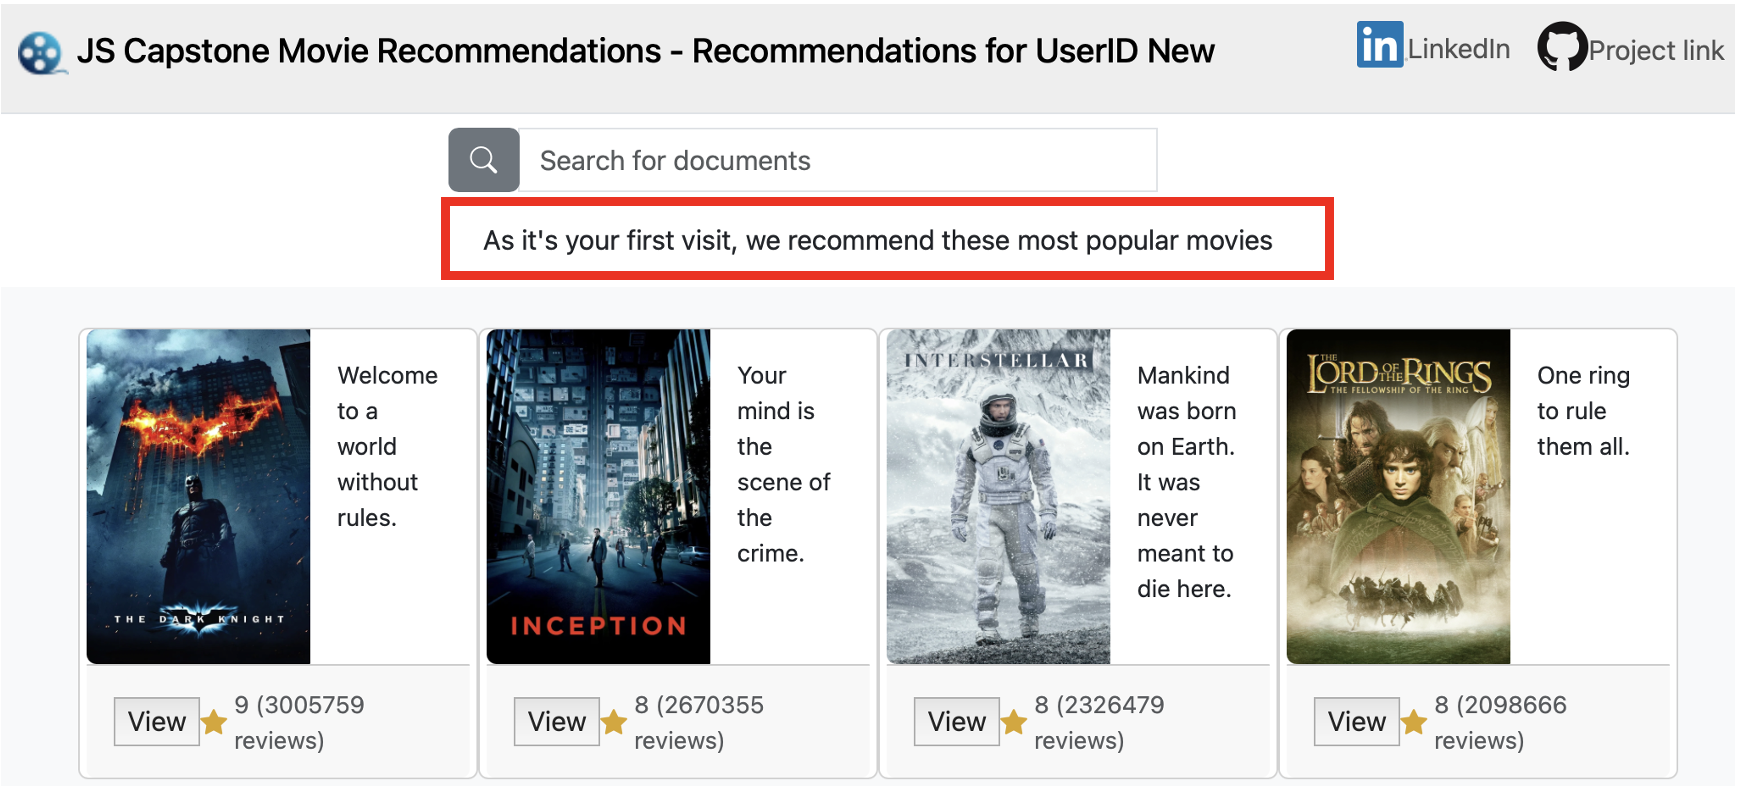 JS Capstone Movie Recommendations - Recommendations for UserID New
in LinkedIn
Project link
Search for documents
As it's your first visit, we recommend these most popular movies
THE DARK KNIGHT
Welcome
to a
world
without
rules.
View
9 (3005759
reviews)
INCEPTION
Your
mind is
the
scene of
the
crime.
View
8 (2670355
reviews)
INTERSTELLAR
Mankind
was born
on Earth.
It was
never
meant to
die here.
View
8 (2326479
reviews)
THE
LORD OF THE RINGS
THE FELLOWSHIP OF THE RING
One ring
to rule
them all.
View
8 (2098666
reviews)